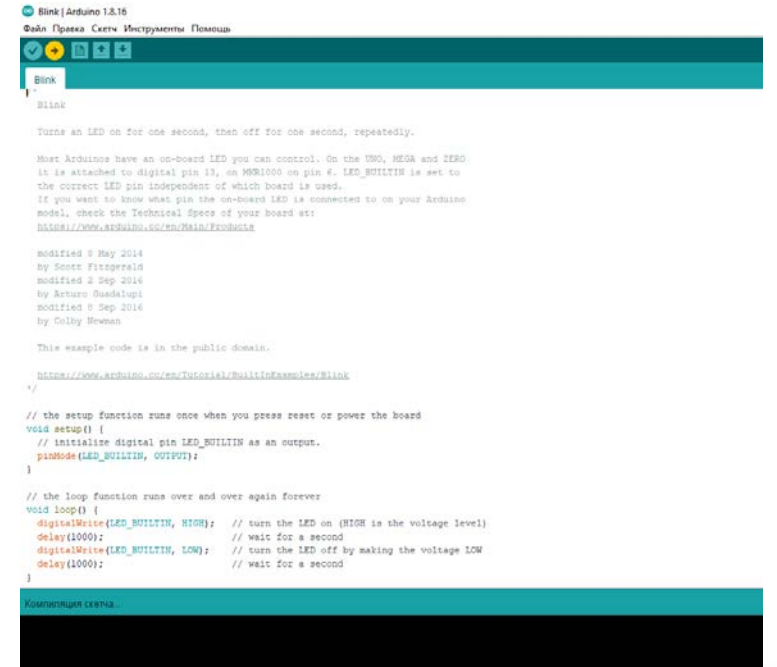 Blink | Arduino 1.8.16
Файл Правка Скетч Инструменты Помощь
Blink
Blink
Turns an LED on for one second, then off for one second, repeatedly.
Most Arduinos have an on-board LED you can control. On the UNO, MEGA and ZERO
it is attached to digital pin 13, on MKR1000 on pin 6. LED_BUILTIN is set to
the correct LED pin independent of which board is used.
If you want to know what pin the on-board LED is connected to on your Arduino
model, check the Technical Specs of your board at:
https://www.arduino.cc/en/Main/Products
modified 8 May 2014
by Scott Fitzgerald
modified 2 Sep 2016
by Arturo Guadalupi
modified 8 Sep 2016
by Colby Newman
This example code is in the public domain.
https://www.arduino.cc/en/Tutorial/BuiltInExamples/Blink
*/
// the setup function runs once when you press reset or power the board
void setup() {
// initialize digital pin LED_BUILTIN as an output.
pinMode(LED_BUILTIN, OUTPUT);
}
// the loop function runs over and over again forever
void loop() {
digitalWrite(LED_BUILTIN, HIGH);   // turn the LED on (HIGH is the voltage level)
delay(1000);                       // wait for a second
digitalWrite(LED_BUILTIN, LOW);    // turn the LED off by making the voltage LOW
delay(1000);                       // wait for a second
}
Компиляция скетча...